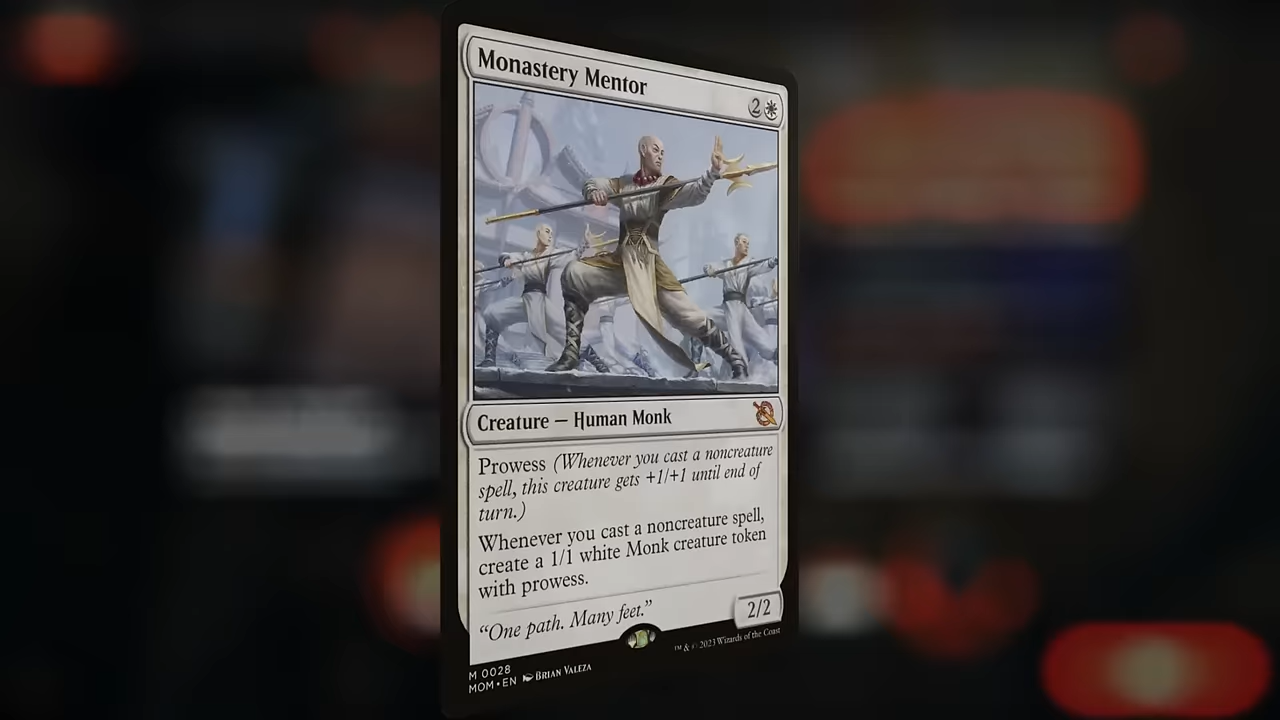 Monastery Mentor
2
Creature — Human Monk
Prowess (Whenever you cast a noncreature
spell, this creature gets +1/+1 until end of
turn.)
Whenever you cast a noncreature spell,
create a 1/1 white Monk creature token
with prowess.
“One path. Many feet.”
2/2
™ & © 2023 Wizards of the Coast
M 0028
MOM • EN BRIAN VALEZA